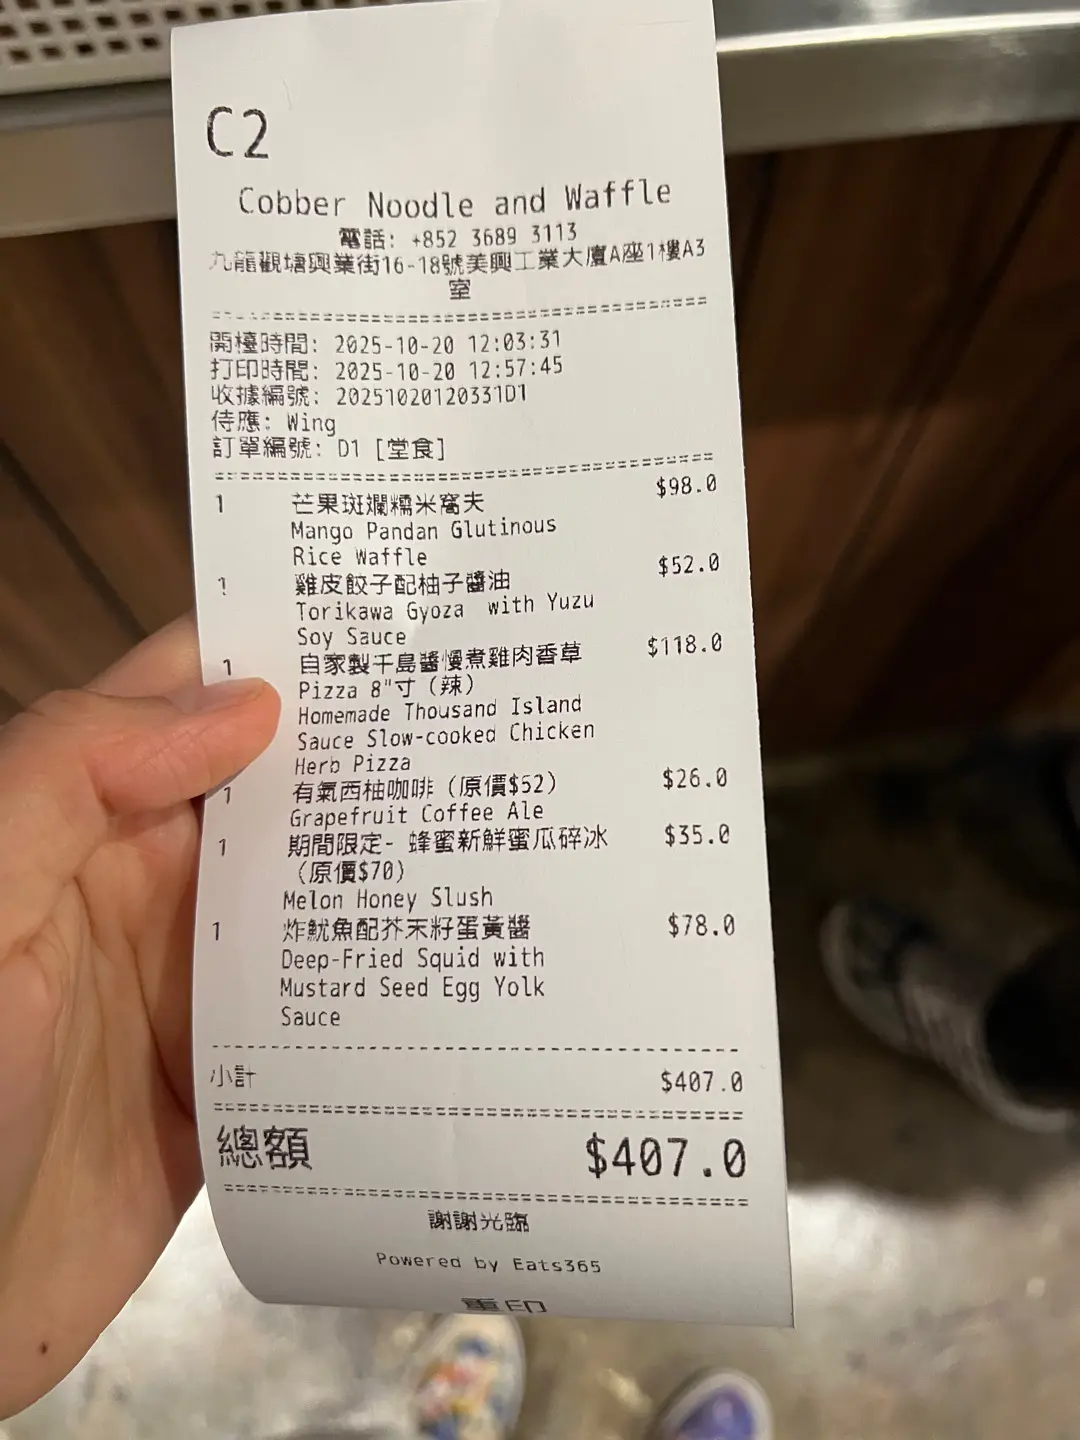 C2
Cobber Noodle and Waffle
電話: +852 3689 3113
九龍觀塘興業街16-18號美興工業大廈A座1樓A3
室
開檯時間: 2025-10-20 12:03:31
打印時間: 2025-10-20 12:57:45
收據編號: 20251020120331D1
侍應: Wing
訂單編號: D1 [堂食]
1 芒果斑斕糯米窩夫 $98.0
Mango Pandan Glutinous
Rice Waffle
1 雞皮餃子配柚子醬油 $52.0
Torikawa Gyoza with Yuzu
Soy Sauce
1 自家製千島醬慢煮雞肉香草 $118.0
Pizza 8"寸 (辣)
Homemade Thousand Island
Sauce Slow-cooked Chicken
Herb Pizza
1 有氣西柚咖啡 (原價$52) $26.0
Grapefruit Coffee Ale
1 期間限定- 蜂蜜新鮮蜜瓜碎冰 $35.0
(原價$70)
Melon Honey Slush
1 炸魷魚配芥末籽蛋黃醬 $78.0
Deep-Fried Squid with
Mustard Seed Egg Yolk
Sauce
小計 $407.0
總額 $407.0
謝謝光臨
Powered by Eats365
重印